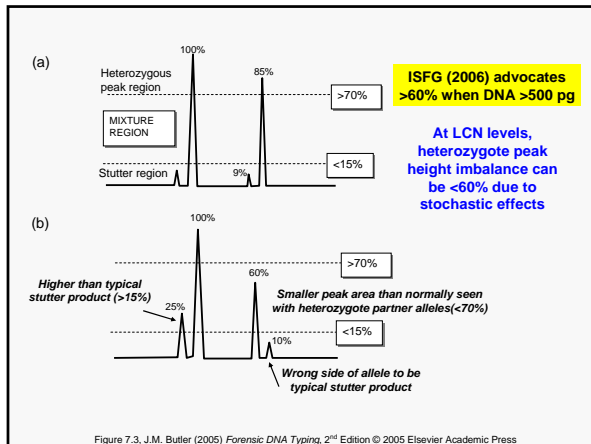 (a)
100%
85%
Heterozygous
peak region
>70%
MIXTURE
REGION
Stutter region
9%
<15%
ISFG (2006) advocates
>60% when DNA >500 pg
At LCN levels,
heterozygote peak
height imbalance can
be <60% due to
stochastic effects
(b)
100%
>70%
Higher than typical
stutter product (>15%)
25%
60%
Smaller peak area than normally seen
with heterozygote partner alleles(<70%)
<15%
10%
Wrong side of allele to be
typical stutter product
Figure 7.3, J.M. Butler (2005) Forensic DNA Typing, 2nd Edition © 2005 Elsevier Academic Press